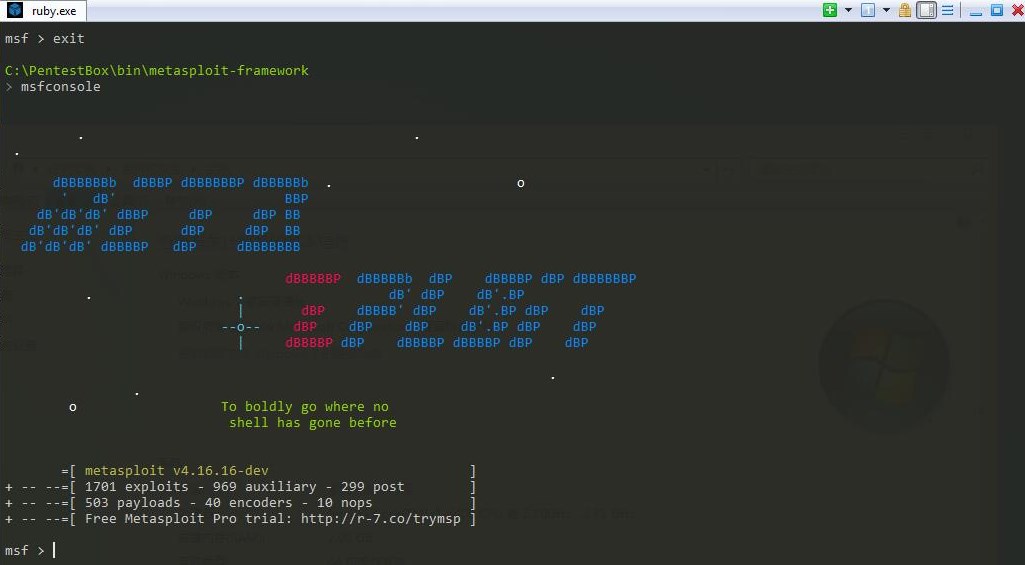 ruby.exe
msf > exit
C:\PentestBox\bin\metasploit-framework
> msfconsole
dBBBBBBb  dBBBP dBBBBBBP dBBBBBb  .                       o
'   dB'                     BBP
dB'dB'dB' dBBP     dBP     dBP BB
dB'dB'dB' dBP      dBP     dBP  BB
dB'dB'dB' dBBBBP   dBP     dBBBBBBB
dBBBBBP  dBBBBBb  dBP    dBBBBP dBP dBBBBBBP
.                  dB' dBP    dB'.BP
|       dBP    dBBBB' dBP    dB'.BP dBP    dBP
--o--    dBP    dBP    dBP    dB'.BP dBP    dBP
|     dBBBBP dBP    dBBBBP dBBBBP dBP    dBP
o                  To boldly go where no
shell has gone before
=[ metasploit v4.16.16-dev                         ]
+ -- --=[ 1701 exploits - 969 auxiliary - 299 post        ]
+ -- --=[ 503 payloads - 40 encoders - 10 nops            ]
+ -- --=[ Free Metasploit Pro trial: http://r-7.co/trymsp ]
msf >